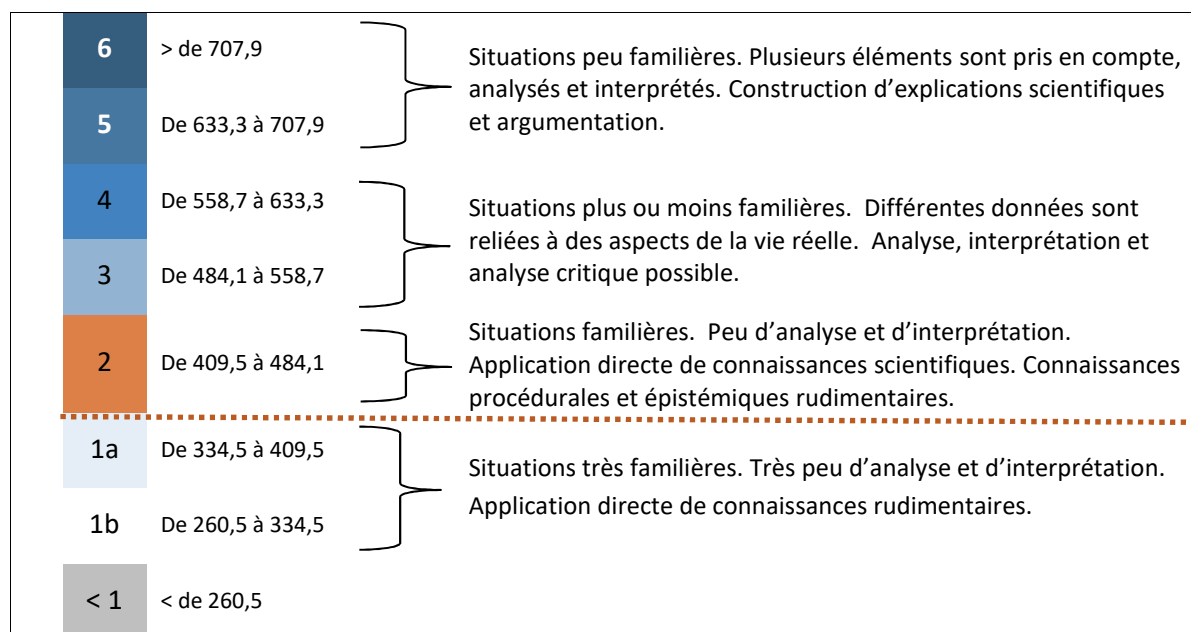 6 > de 707,9
Situations peu familières. Plusieurs éléments sont pris en compte,
analysés et interprétés. Construction d’explications scientifiques
et argumentation.
5 De 633,3 à 707,9
4 De 558,7 à 633,3
Situations plus ou moins familières. Différentes données sont
reliées à des aspects de la vie réelle. Analyse, interprétation et
analyse critique possible.
3 De 484,1 à 558,7
2 De 409,5 à 484,1
Situations familières. Peu d’analyse et d’interprétation.
Application directe de connaissances scientifiques. Connaissances
procédurales et épistémiques rudimentaires.
1a De 334,5 à 409,5
Situations très familières. Très peu d’analyse et d’interprétation.
Application directe de connaissances rudimentaires.
1b De 260,5 à 334,5
< 1 < de 260,5